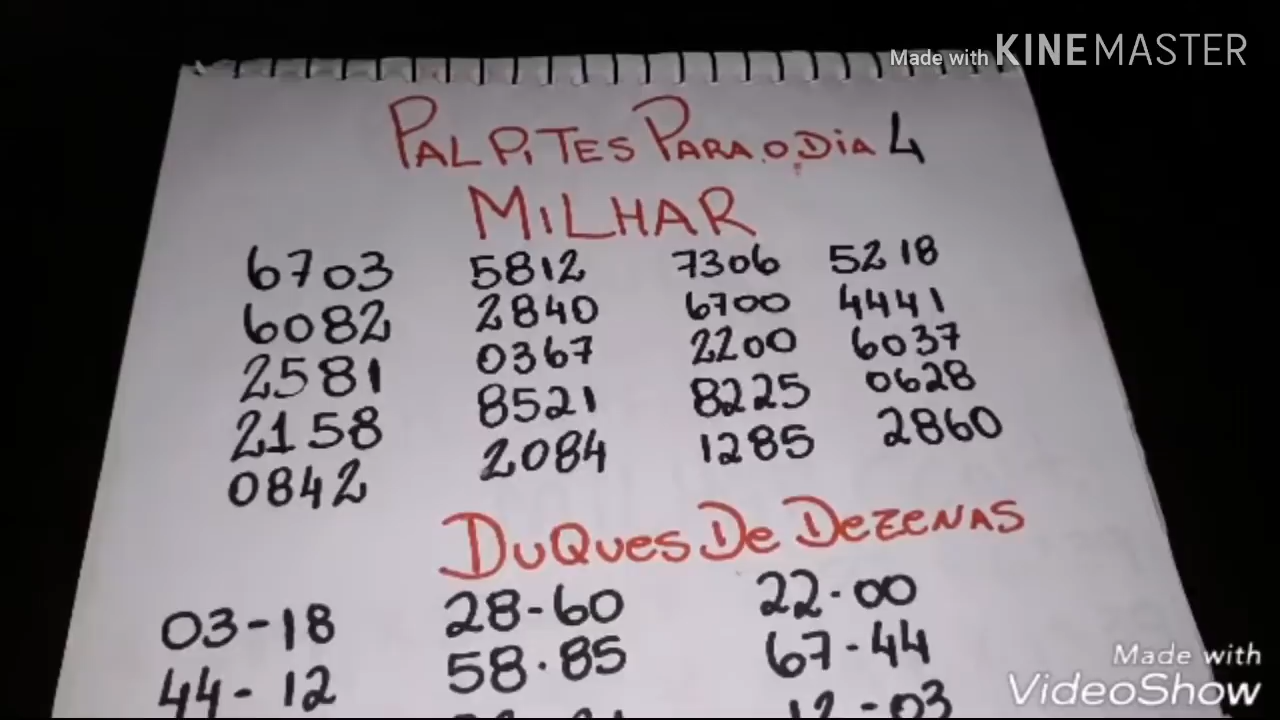 Made with KINEMASTER
PALPiTES PARA O DiA 4
MiLHAR
6703 5812 7306 5218
6082 2840 6700 4441
2581 0367 2200 6037
2158 8521 8225 0628
0842 2084 1285 2860
DuQues De DeZeNAS
03-18 28-60 22.00
44-12 58.85 67-44
12-03
Made with
VideoShow